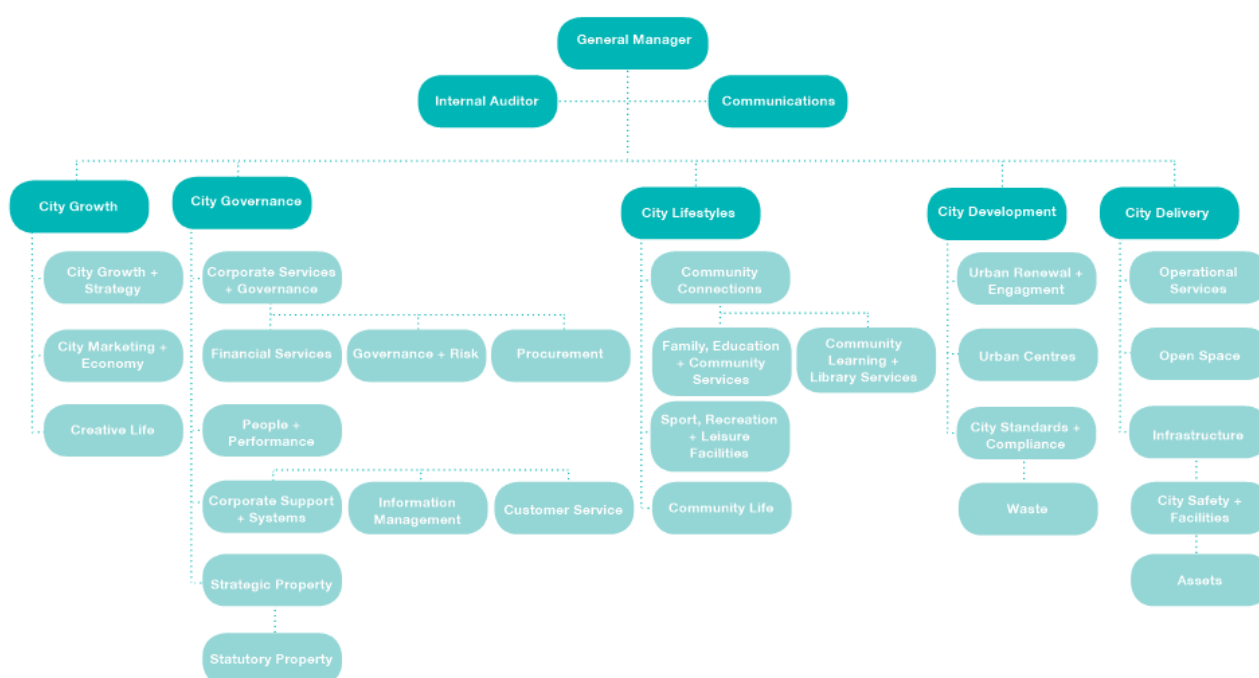 General Manager
Internal Auditor
Communications
City Growth
City Governance
City Lifestyles
City Development
City Delivery
City Growth +
Strategy
City Marketing +
Economy
Creative Life
Corporate Services
+ Governance
Financial Services
Governance + Risk
Procurement
People +
Performance
Corporate Support
+ Systems
Information
Management
Customer Service
Strategic Property
Statutory Property
Community
Connections
Family, Education
+ Community
Services
Community
Learning +
Library Services
Sport, Recreation
+ Leisure
Facilities
Community Life
Urban Renewal +
Engagment
Urban Centres
City Standards +
Compliance
Waste
Operational
Services
Open Space
Infrastructure
City Safety +
Facilities
Assets